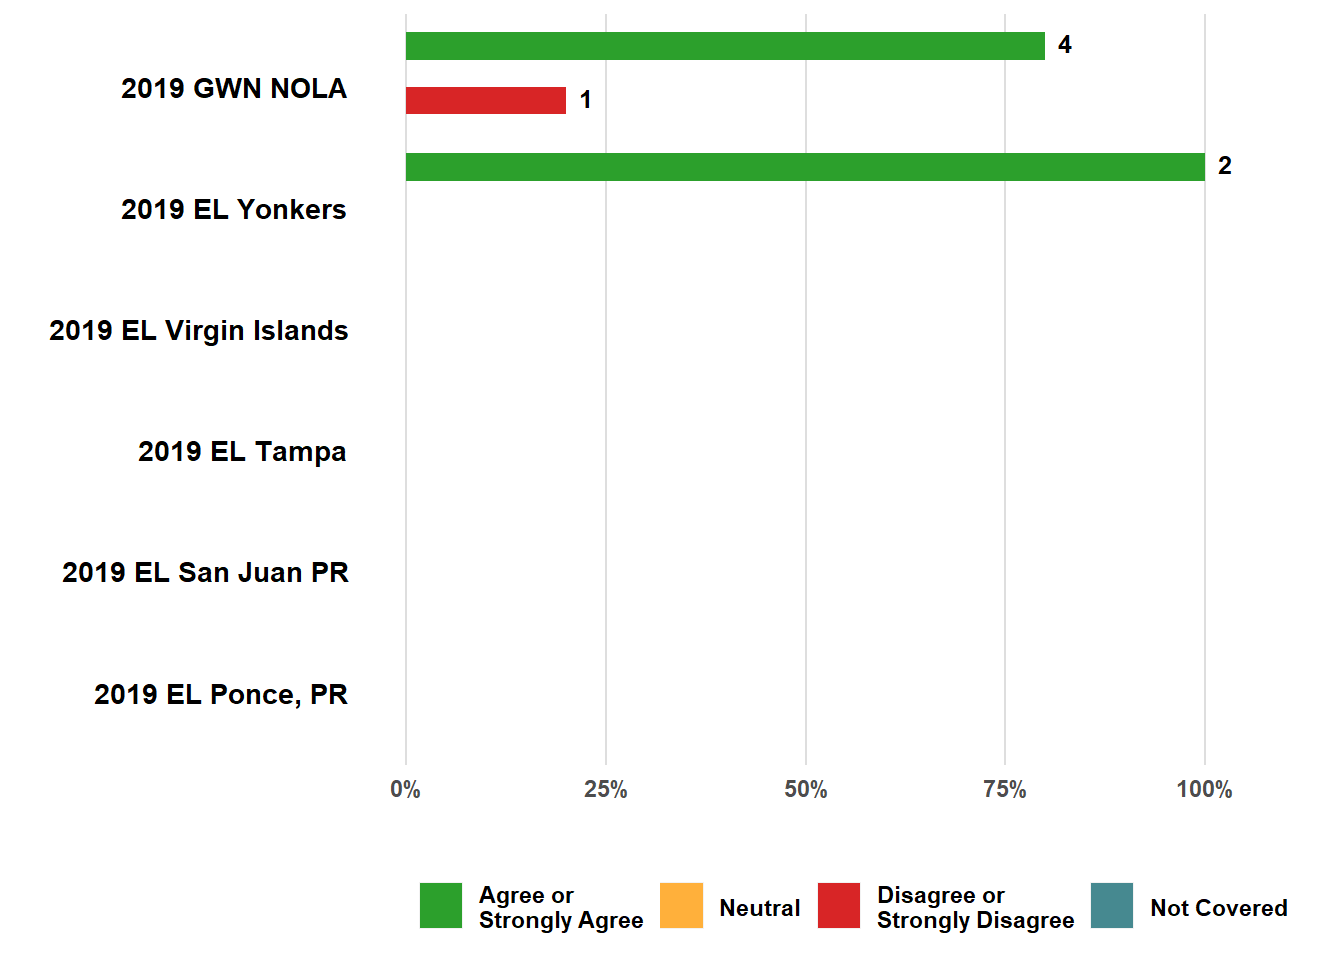 4
2019 GWN NOLA
1
2
2019 EL Yonkers
2019 EL Virgin Islands
2019 EL Tampa
2019 EL San Juan PR
2019 EL Ponce, PR
0% 25% 50% 75% 100%
Agree or
Strongly Agree
Neutral
Disagree or
Strongly Disagree
Not Covered